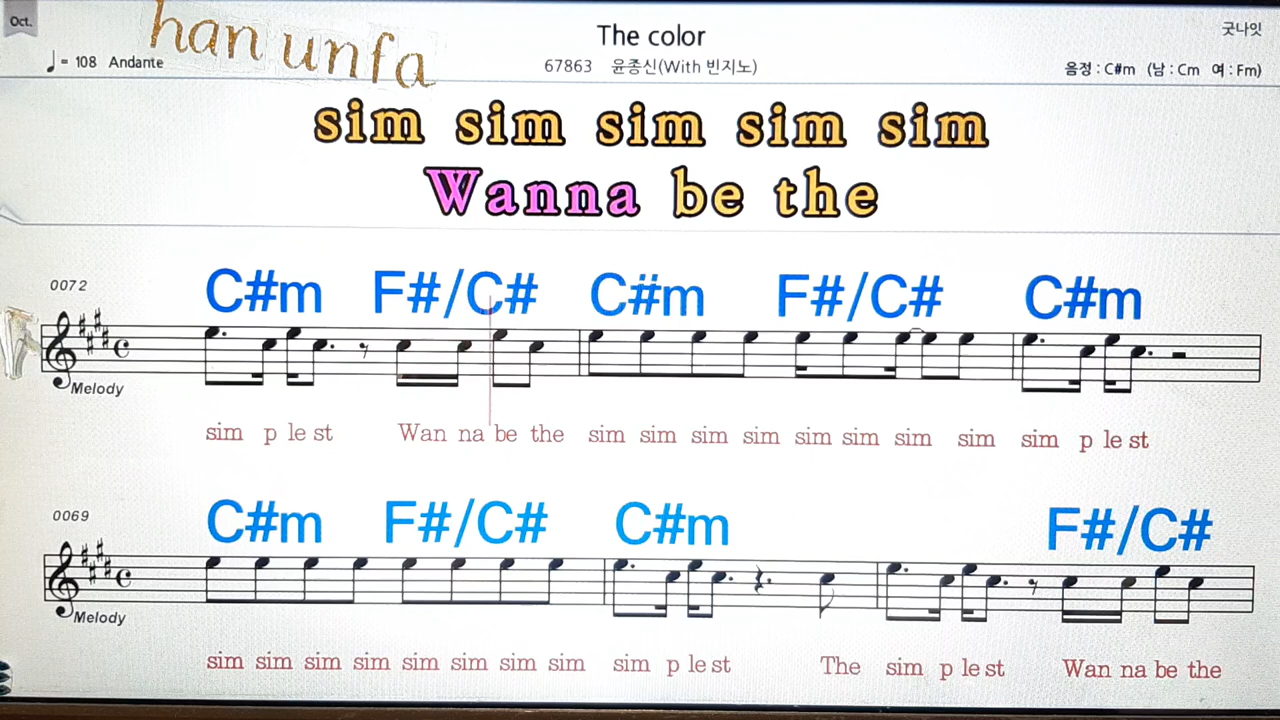 Oct.
han unfa
The color
굿나잇
♩= 108 Andante
67863 윤종신(With 빈지노)
음정 : C#m (남 : Cm 여 : Fm)
sim sim sim sim sim
Wanna be the
0072
C#m F#/C# C#m F#/C# C#m
Melody
sim p le st Wan na be the sim sim sim sim sim sim sim sim sim p le st
0069
C#m F#/C# C#m F#/C#
Melody
sim sim sim sim sim sim sim sim sim p le st The sim p le st Wan na be the